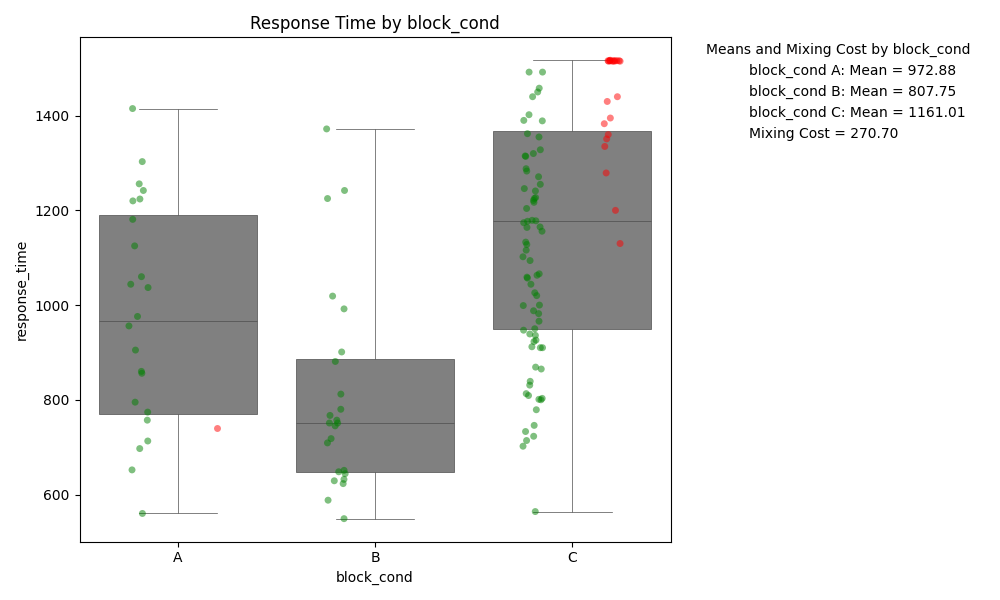 Response Time by block_cond
Means and Mixing Cost by block_cond
block_cond A: Mean = 972.88
block_cond B: Mean = 807.75
block_cond C: Mean = 1161.01
Mixing Cost = 270.70
response_time
1400
1200
1000
800
600
A
B
C
block_cond